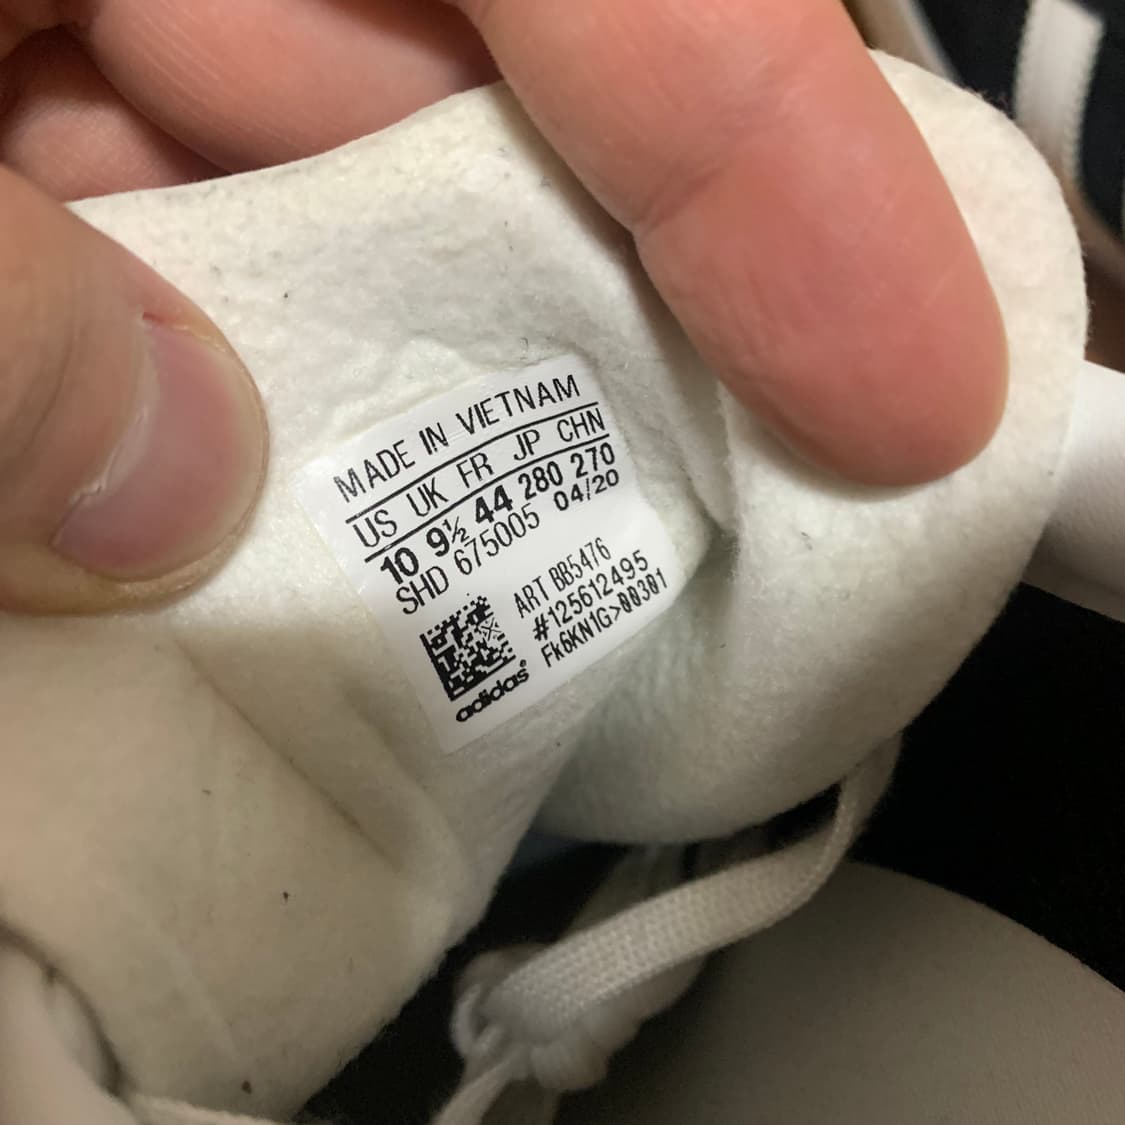 MADE IN VIETNAM
US UK FR JP CHN
10 9½ 44 280 270
SHD 675005 04/20
ART BB5476
#125612495
Fk6KN1G>00301
adidas®